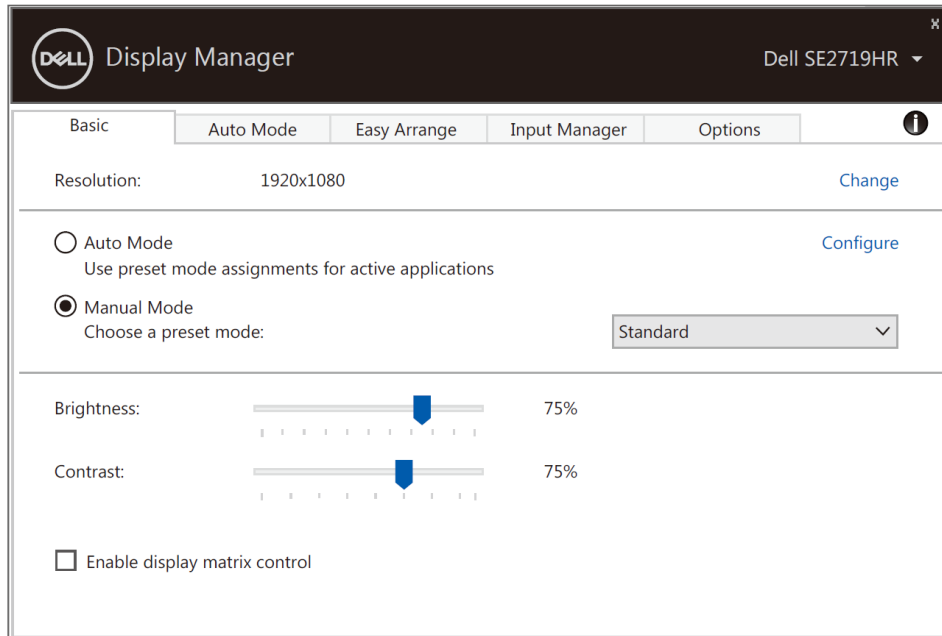 DELL Display Manager
Dell SE2719HR
Basic Auto Mode Easy Arrange Input Manager Options
Resolution: 1920x1080 Change
Auto Mode Configure
Use preset mode assignments for active applications
Manual Mode
Choose a preset mode: Standard
Brightness: 75%
Contrast: 75%
Enable display matrix control